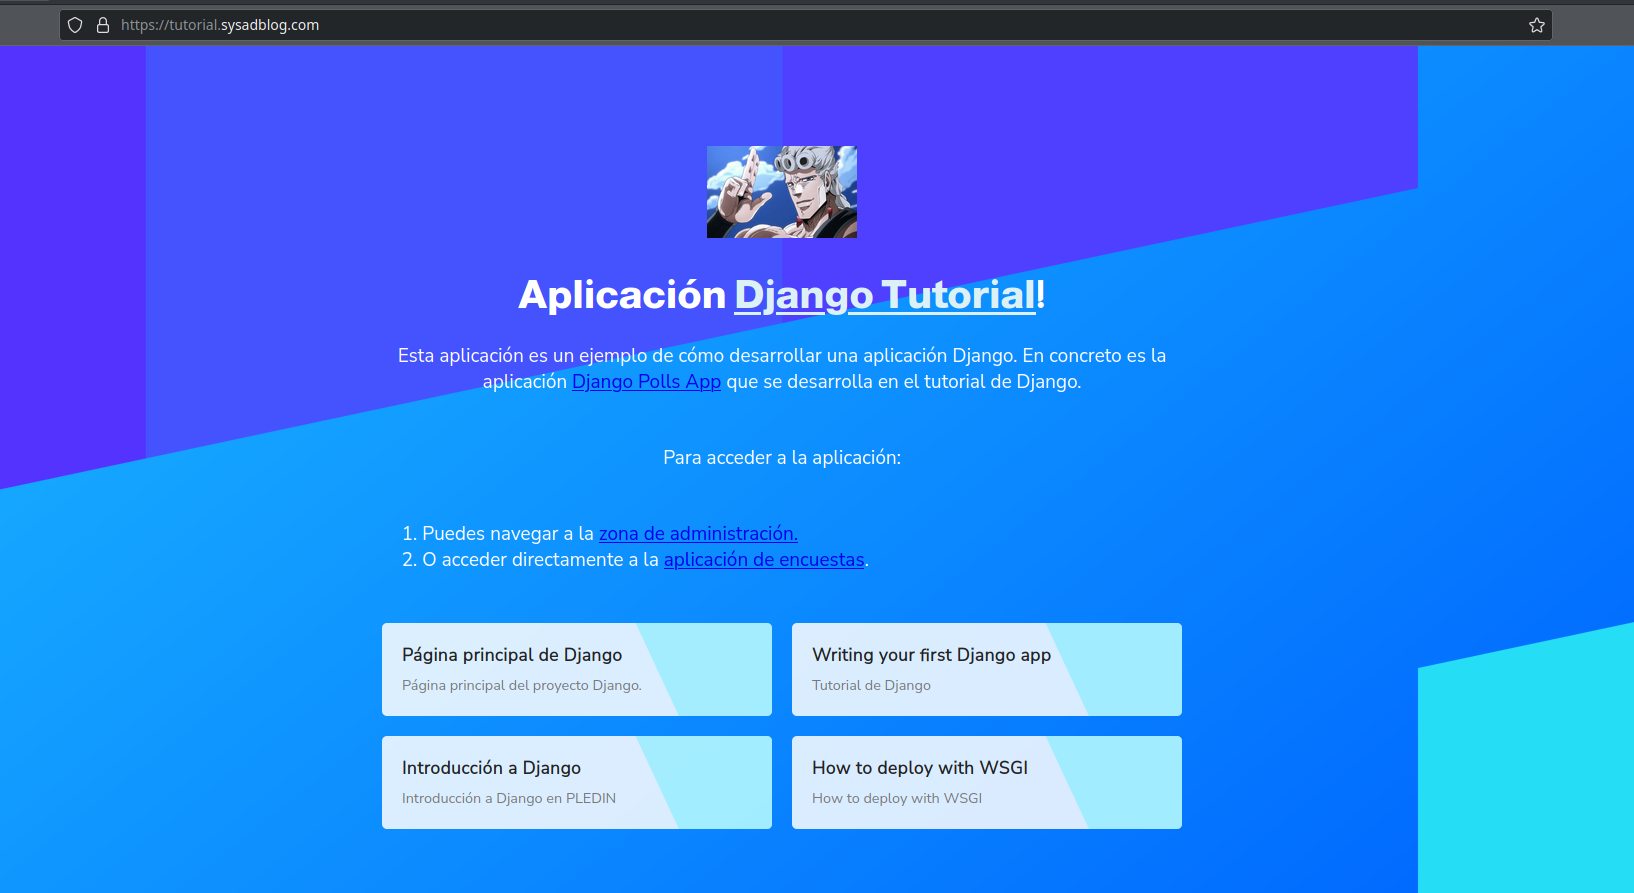 https://tutorial.sysadblog.com
Aplicación Django Tutorial!
Esta aplicación es un ejemplo de cómo desarrollar una aplicación Django. En concreto es la
aplicación Django Polls App que se desarrolla en el tutorial de Django.
Para acceder a la aplicación:
1. Puedes navegar a la zona de administración.
2. O acceder directamente a la aplicación de encuestas.
Página principal de Django
Página principal del proyecto Django.
Writing your first Django app
Tutorial de Django
Introducción a Django
Introducción a Django en PLEDIN
How to deploy with WSGI
How to deploy with WSGI